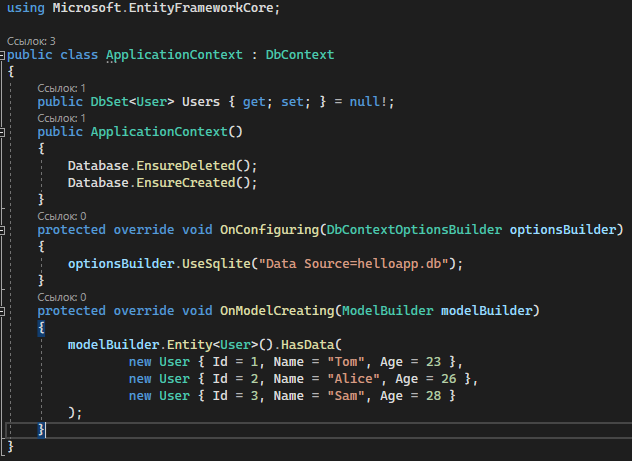 using Microsoft.EntityFrameworkCore;
Ссылок: 3
public class ApplicationContext : DbContext
{
Ссылок: 1
public DbSet<User> Users { get; set; } = null!;
Ссылок: 1
public ApplicationContext()
{
Database.EnsureDeleted();
Database.EnsureCreated();
}
Ссылок: 0
protected override void OnConfiguring(DbContextOptionsBuilder optionsBuilder)
{
optionsBuilder.UseSqlite("Data Source=helloapp.db");
}
Ссылок: 0
protected override void OnModelCreating(ModelBuilder modelBuilder)
{
modelBuilder.Entity<User>().HasData(
new User { Id = 1, Name = "Tom", Age = 23 },
new User { Id = 2, Name = "Alice", Age = 26 },
new User { Id = 3, Name = "Sam", Age = 28 }
);
}
}